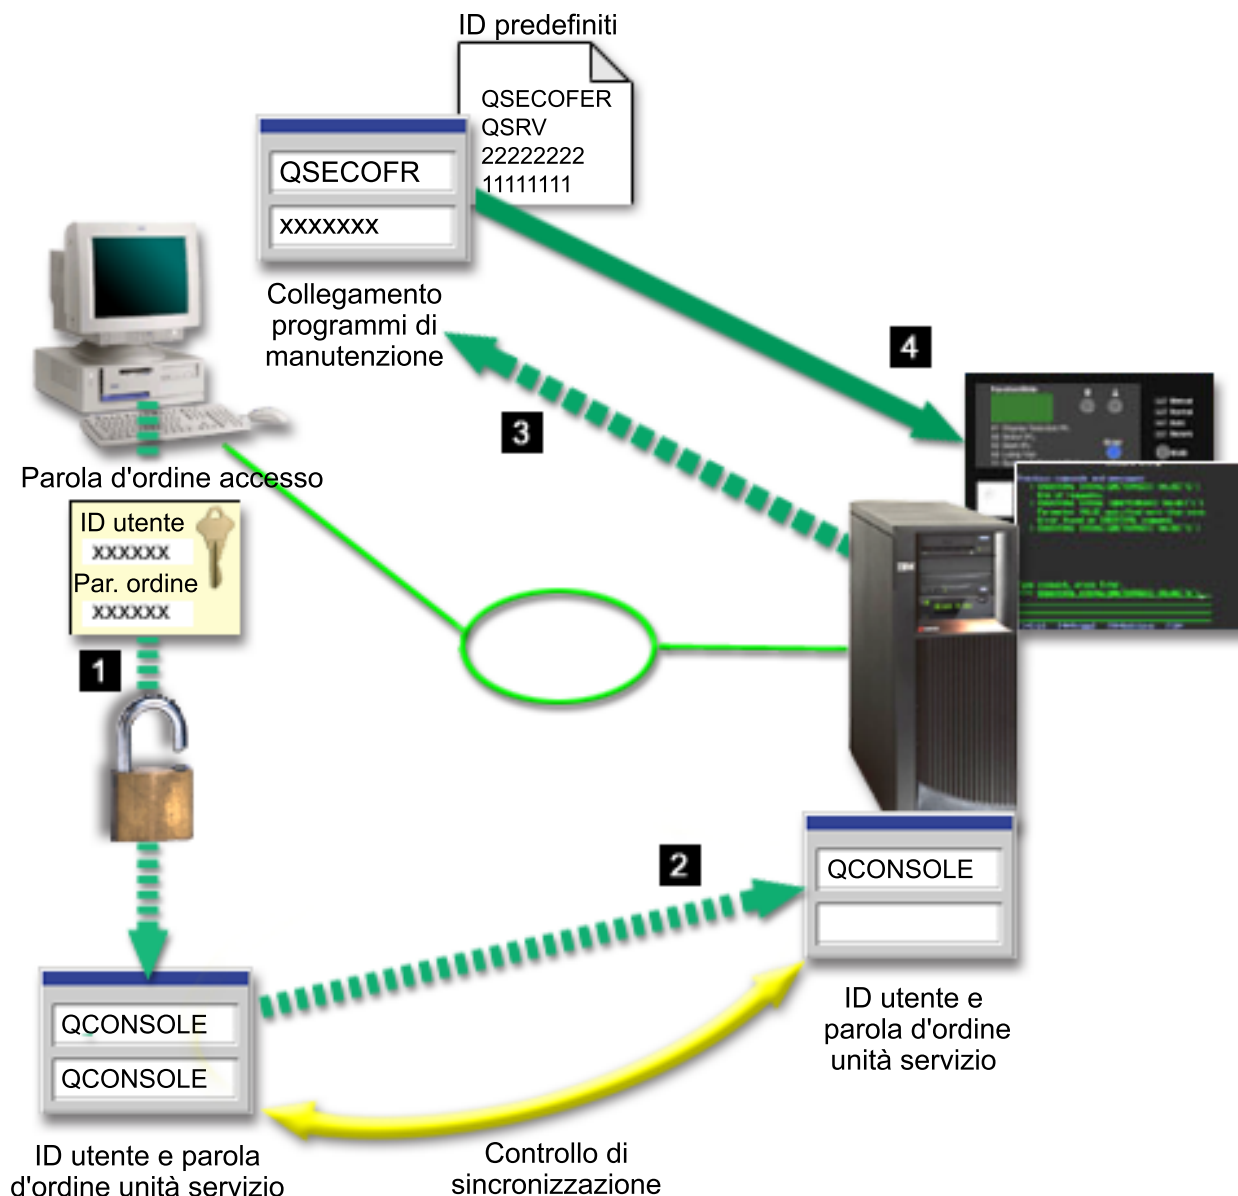 ID predefiniti
QSECOFER
QSRV
22222222
11111111
QSECOFR
xxxxxxx
Collegamento
programmi di
manutenzione
4
3
Parola d'ordine accesso
ID utente
xxxxxx
Par. ordine
xxxxxx
1
IBM
2
QCONSOLE
ID utente e
parola d'ordine
unità servizio
QCONSOLE
QCONSOLE
ID utente e parola
d'ordine unità servizio
Controllo di
sincronizzazione